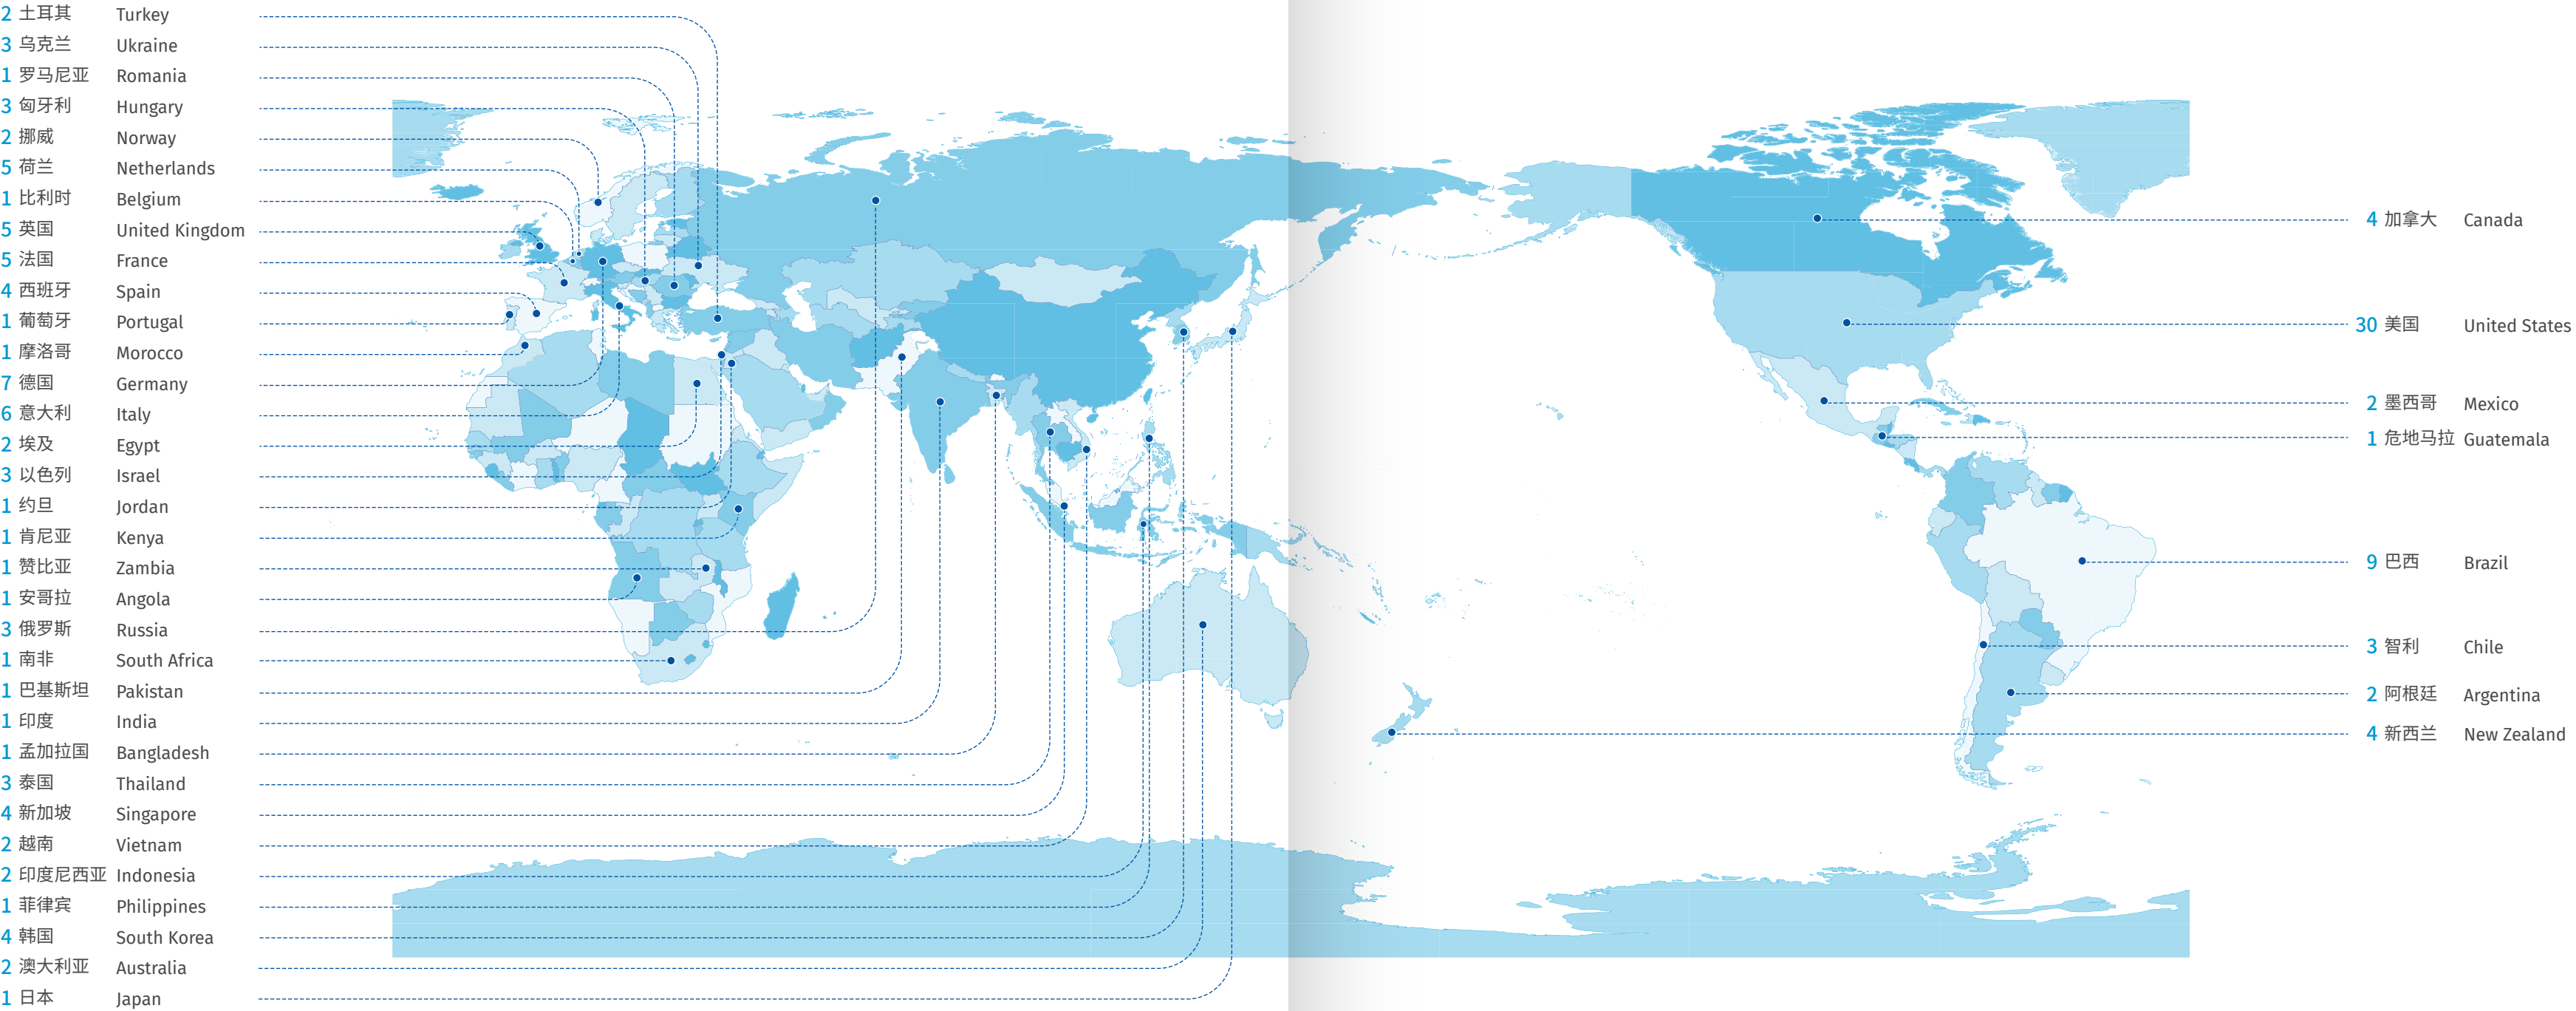 2 土耳其 Turkey
3 乌克兰 Ukraine
1 罗马尼亚 Romania
3 匈牙利 Hungary
2 挪威 Norway
5 荷兰 Netherlands
1 比利时 Belgium
5 英国 United Kingdom
5 法国 France
4 西班牙 Spain
1 葡萄牙 Portugal
1 摩洛哥 Morocco
7 德国 Germany
6 意大利 Italy
2 埃及 Egypt
3 以色列 Israel
1 约旦 Jordan
1 肯尼亚 Kenya
1 赞比亚 Zambia
1 安哥拉 Angola
3 俄罗斯 Russia
1 南非 South Africa
1 巴基斯坦 Pakistan
1 印度 India
1 孟加拉国 Bangladesh
3 泰国 Thailand
4 新加坡 Singapore
2 越南 Vietnam
2 印度尼西亚 Indonesia
1 菲律宾 Philippines
4 韩国 South Korea
2 澳大利亚 Australia
1 日本 Japan
4 加拿大 Canada
30 美国 United States
2 墨西哥 Mexico
1 危地马拉 Guatemala
9 巴西 Brazil
3 智利 Chile
2 阿根廷 Argentina
4 新西兰 New Zealand